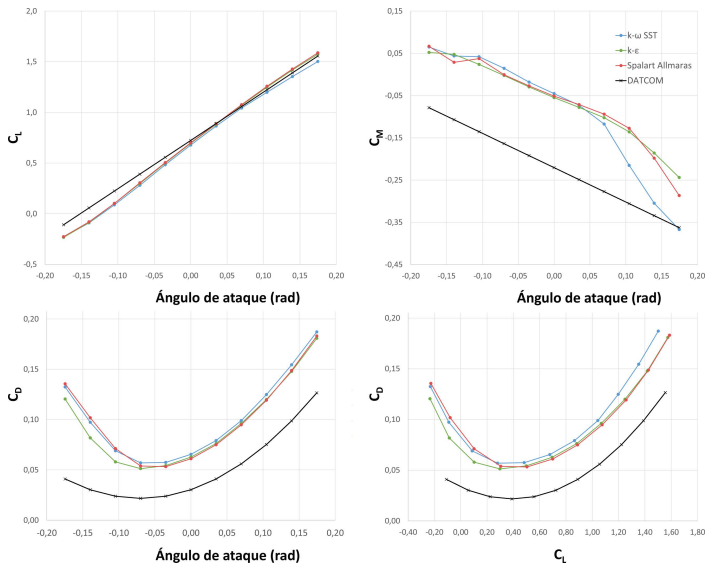 2,0
1,5
1,0
0,5
0,0
-0,5
C_L
-0,20 -0,15 -0,10 -0,05 0,00 0,05 0,10 0,15 0,20
Ángulo de ataque (rad)
0,15
0,05
-0,05
-0,15
-0,25
-0,35
-0,45
C_M
k-ω SST
k-ε
Spalart Allmaras
DATCOM
-0,20 -0,15 -0,10 -0,05 0,00 0,05 0,10 0,15 0,20
Ángulo de ataque (rad)
0,20
0,15
0,10
0,05
0,00
C_D
-0,20 -0,15 -0,10 -0,05 0,00 0,05 0,10 0,15 0,20
Ángulo de ataque (rad)
0,20
0,15
0,10
0,05
0,00
C_D
-0,40 -0,20 0,00 0,20 0,40 0,60 0,80 1,00 1,20 1,40 1,60 1,80
C_L